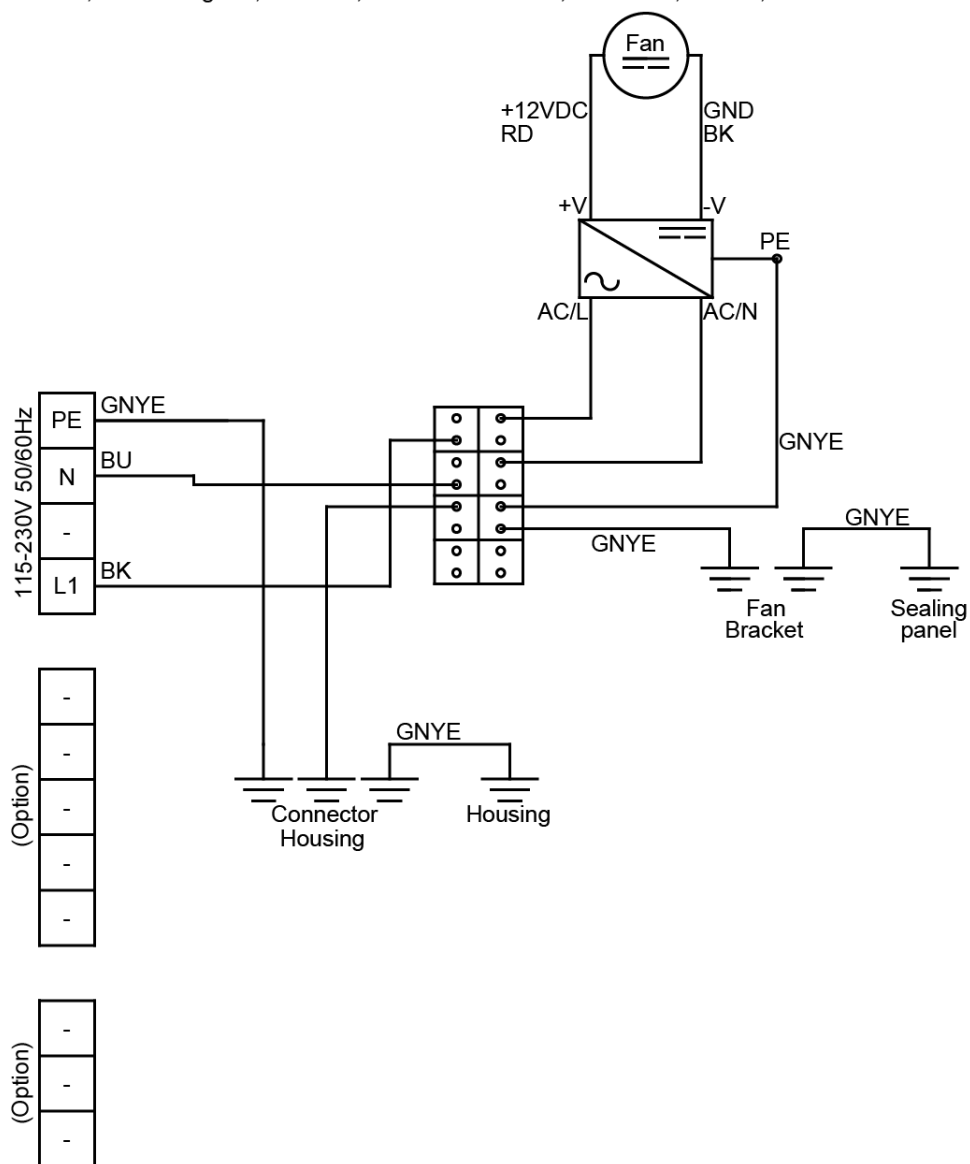 Fan
+12VDC
RD
GND
BK
+V
-V
PE
AC/L
AC/N
115-230V 50/60Hz
PE
GNYE
N
BU
-
L1
BK
GNYE
GNYE
GNYE
Fan
Bracket
Sealing
panel
GNYE
Connector
Housing
Housing
(Option)
-
-
-
-
-
(Option)
-
-
-